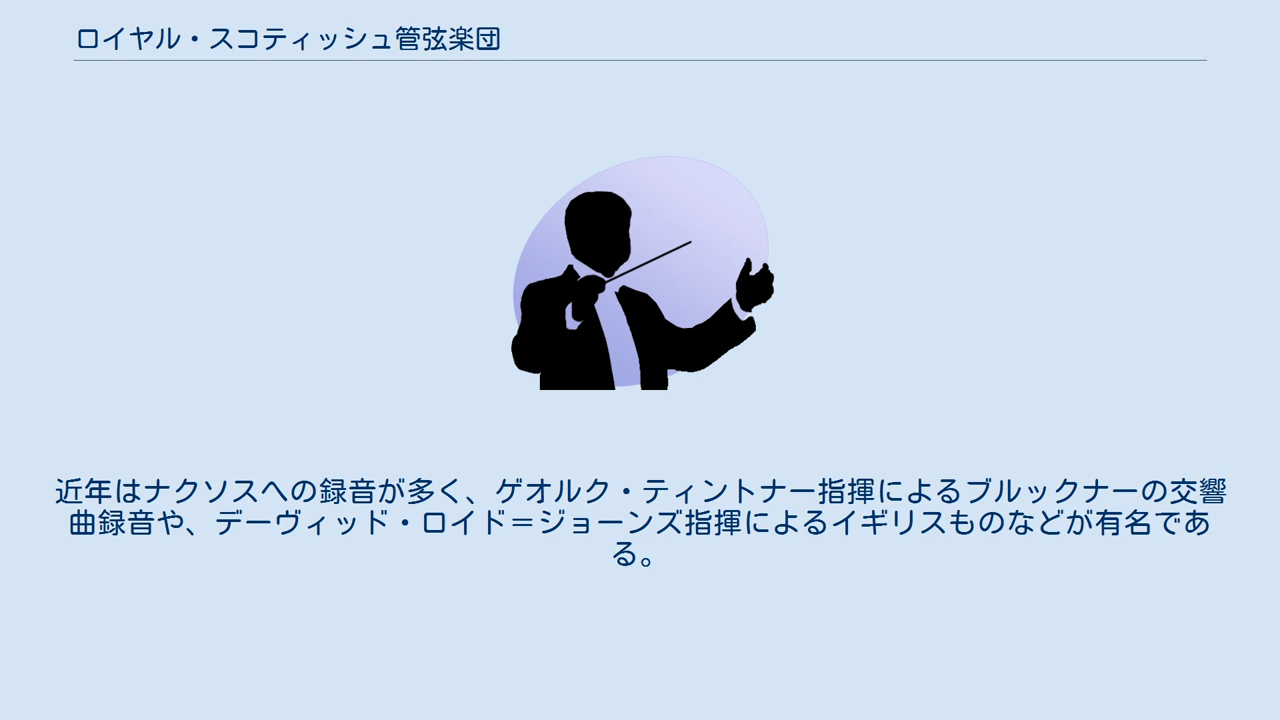 ロイヤル・スコティッシュ管弦楽団
近年はナクソスへの録音が多く、ゲオルク・ティントナー指揮によるブルックナーの交響
曲録音や、デーヴィッド・ロイド＝ジョーンズ指揮によるイギリスものなどが有名であ
る。